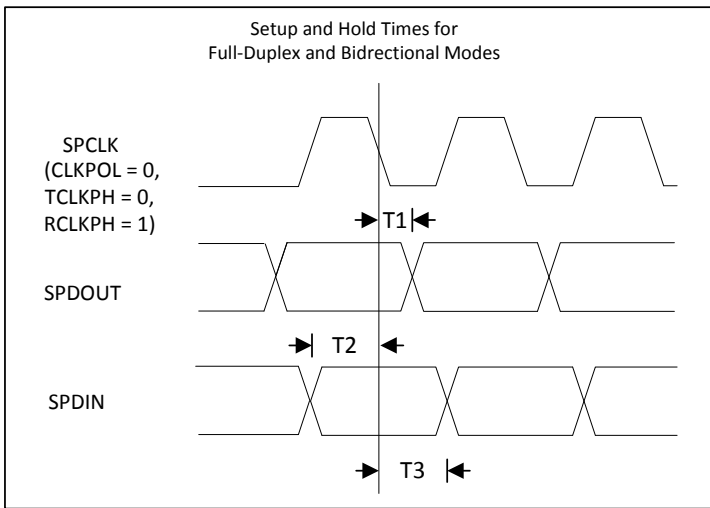 Setup and Hold Times for
Full-Duplex and Bidrectional Modes
SPCLK
(CLKPOL = 0,
TCLKPH = 0,
RCLKPH = 1)
T1
SPDOUT
T2
SPDIN
T3